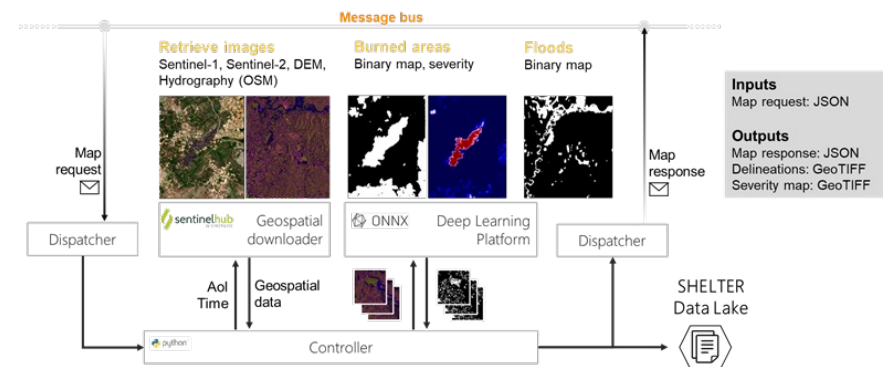 Message bus
Retrieve images
Sentinel-1, Sentinel-2, DEM,
Hydrography (OSM)
Burned areas
Binary map, severity
Floods
Binary map
Inputs
Map request: JSON
Outputs
Map response: JSON
Delineations: GeoTIFF
Severity map: GeoTIFF
Map
request
Map
response
Dispatcher
sentinelhub
Geospatial
downloader
ONNX
Deep Learning
Platform
Dispatcher
AoI
Time
Geospatial
data
SHELTER
Data Lake
python
Controller